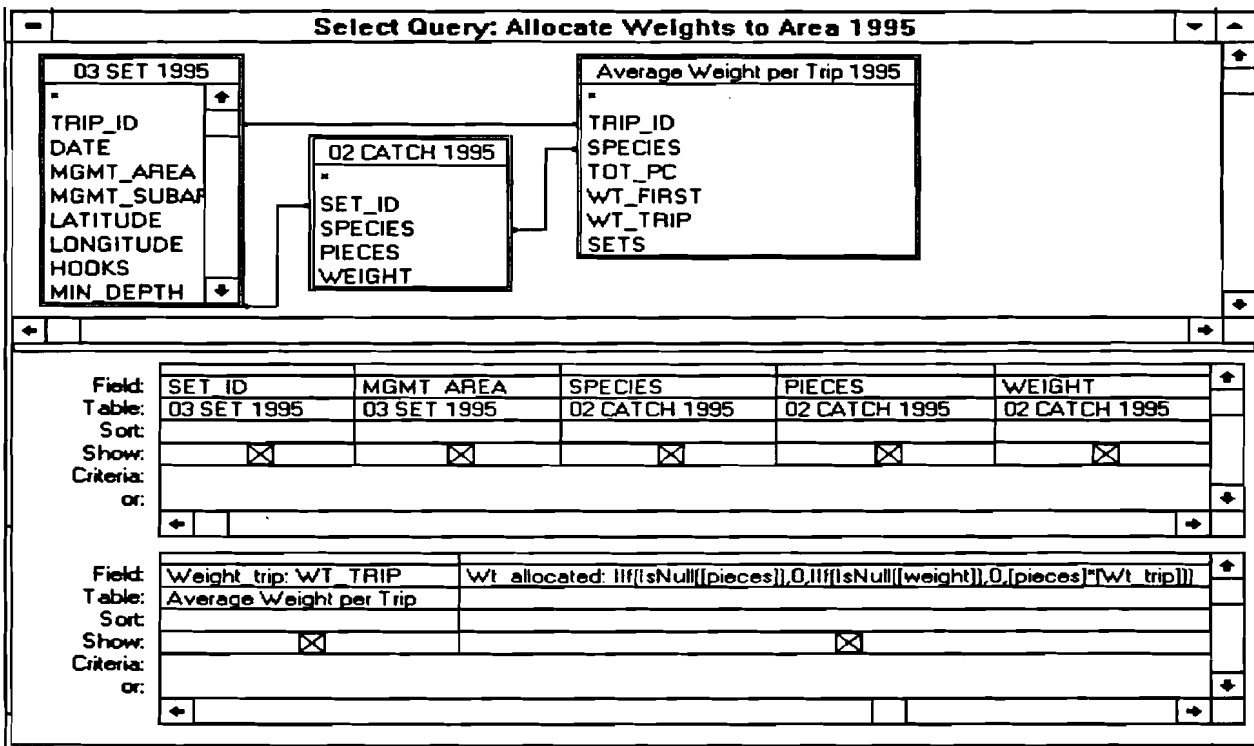 Select Query: Allocate Weights to Area 1995
03 SET 1995
*
TRIP_ID
DATE
MGMT_AREA
MGMT_SUBAR
LATITUDE
LONGITUDE
HOOKS
MIN_DEPTH
02 CATCH 1995
*
SET_ID
SPECIES
PIECES
WEIGHT
Average Weight per Trip 1995
*
TRIP_ID
SPECIES
TOT_PC
WT_FIRST
WT_TRIP
SETS
Field: SET_ID MGMT_AREA SPECIES PIECES WEIGHT
Table: 03 SET 1995 03 SET 1995 02 CATCH 1995 02 CATCH 1995 02 CATCH 1995
Sort:
Show:
Criteria:
or:
Field: Weight_trip: WT_TRIP Wt_allocated: IIf(IsNull([pieces]),0,IIf(IsNull([weight]),0,[pieces]*[Wt_trip]))
Table: Average Weight per Trip
Sort:
Show:
Criteria:
or: